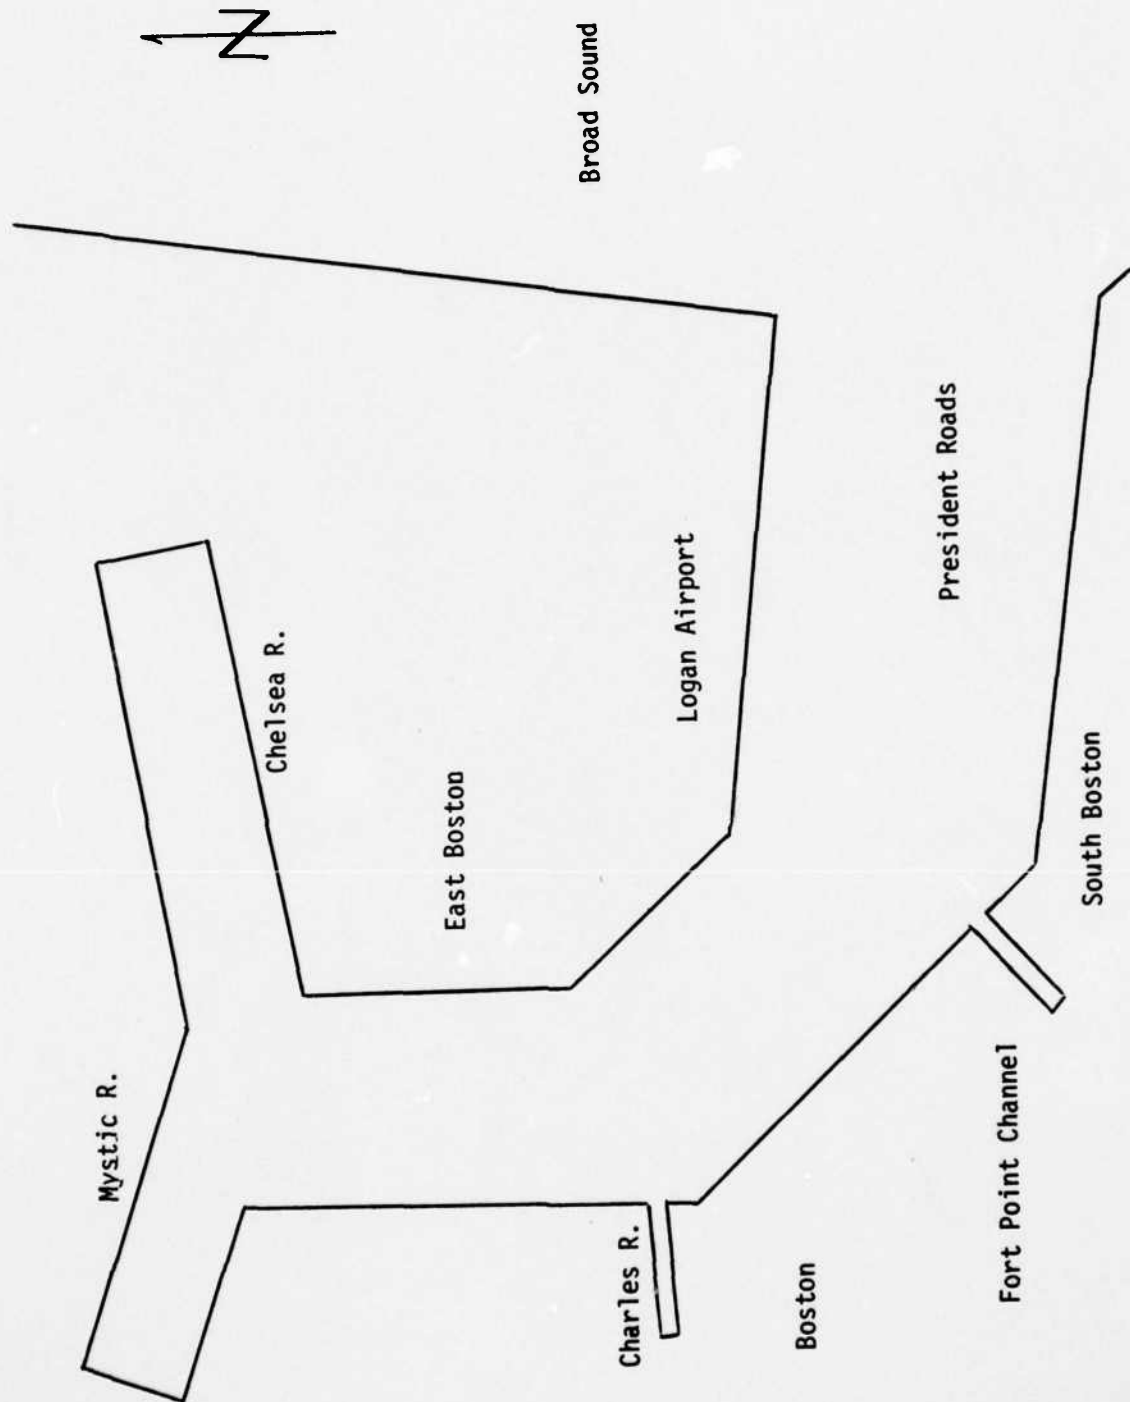 N
Broad Sound
Mystic R.
Chelsea R.
East Boston
Logan Airport
Charles R.
President Roads
Boston
South Boston
Fort Point Channel